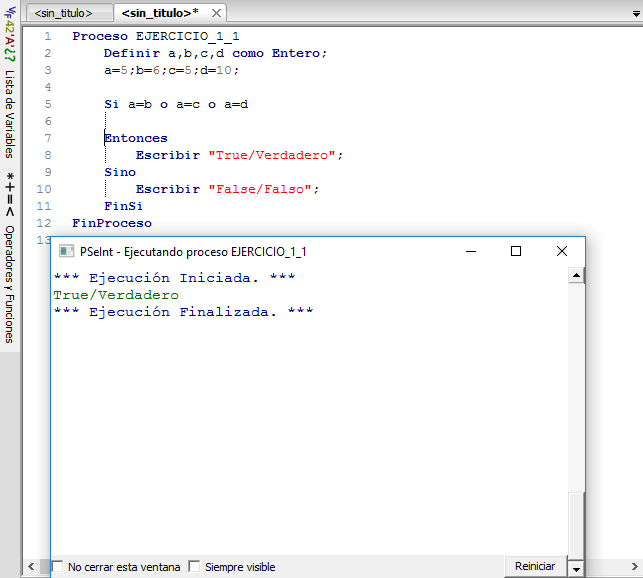 <sin_titulo>
<sin_titulo>*
42'A'¿?
Lista de Variables
*+=<
Operadores y Funciones
1 Proceso EJERCICIO_1_1
2 Definir a,b,c,d como Entero;
3 a=5;b=6;c=5;d=10;
4
5 Si a=b o a=c o a=d
6
7 Entonces
8 Escribir "True/Verdadero";
9 Sino
10 Escribir "False/Falso";
11 FinSi
12 FinProceso
13
PSeInt - Ejecutando proceso EJERCICIO_1_1
*** Ejecución Iniciada. ***
True/Verdadero
*** Ejecución Finalizada. ***
No cerrar esta ventana
Siempre visible
Reiniciar